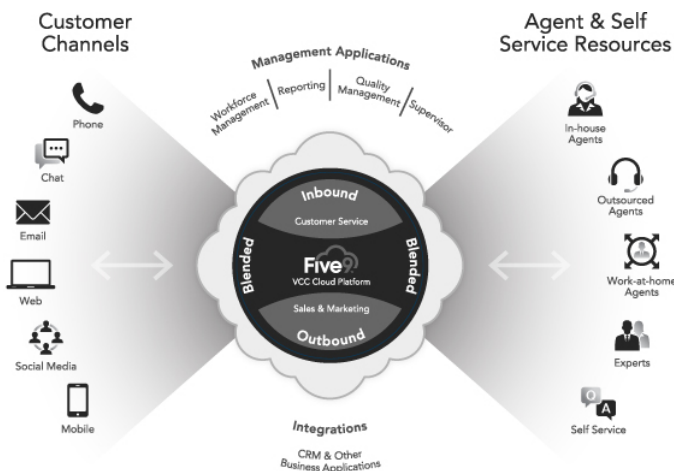 Customer
Channels
Phone
Chat
Email
Web
Social Media
Mobile
Management Applications
Workforce
Management
Reporting
Quality
Management
Supervisor
Inbound
Customer Service
Blended
Five9
VCC Cloud Platform
Blended
Sales & Marketing
Outbound
Integrations
CRM & Other
Business Applications
Agent & Self
Service Resources
In-house
Agents
Outsourced
Agents
Work-at-home
Agents
Experts
Q
A
Self Service